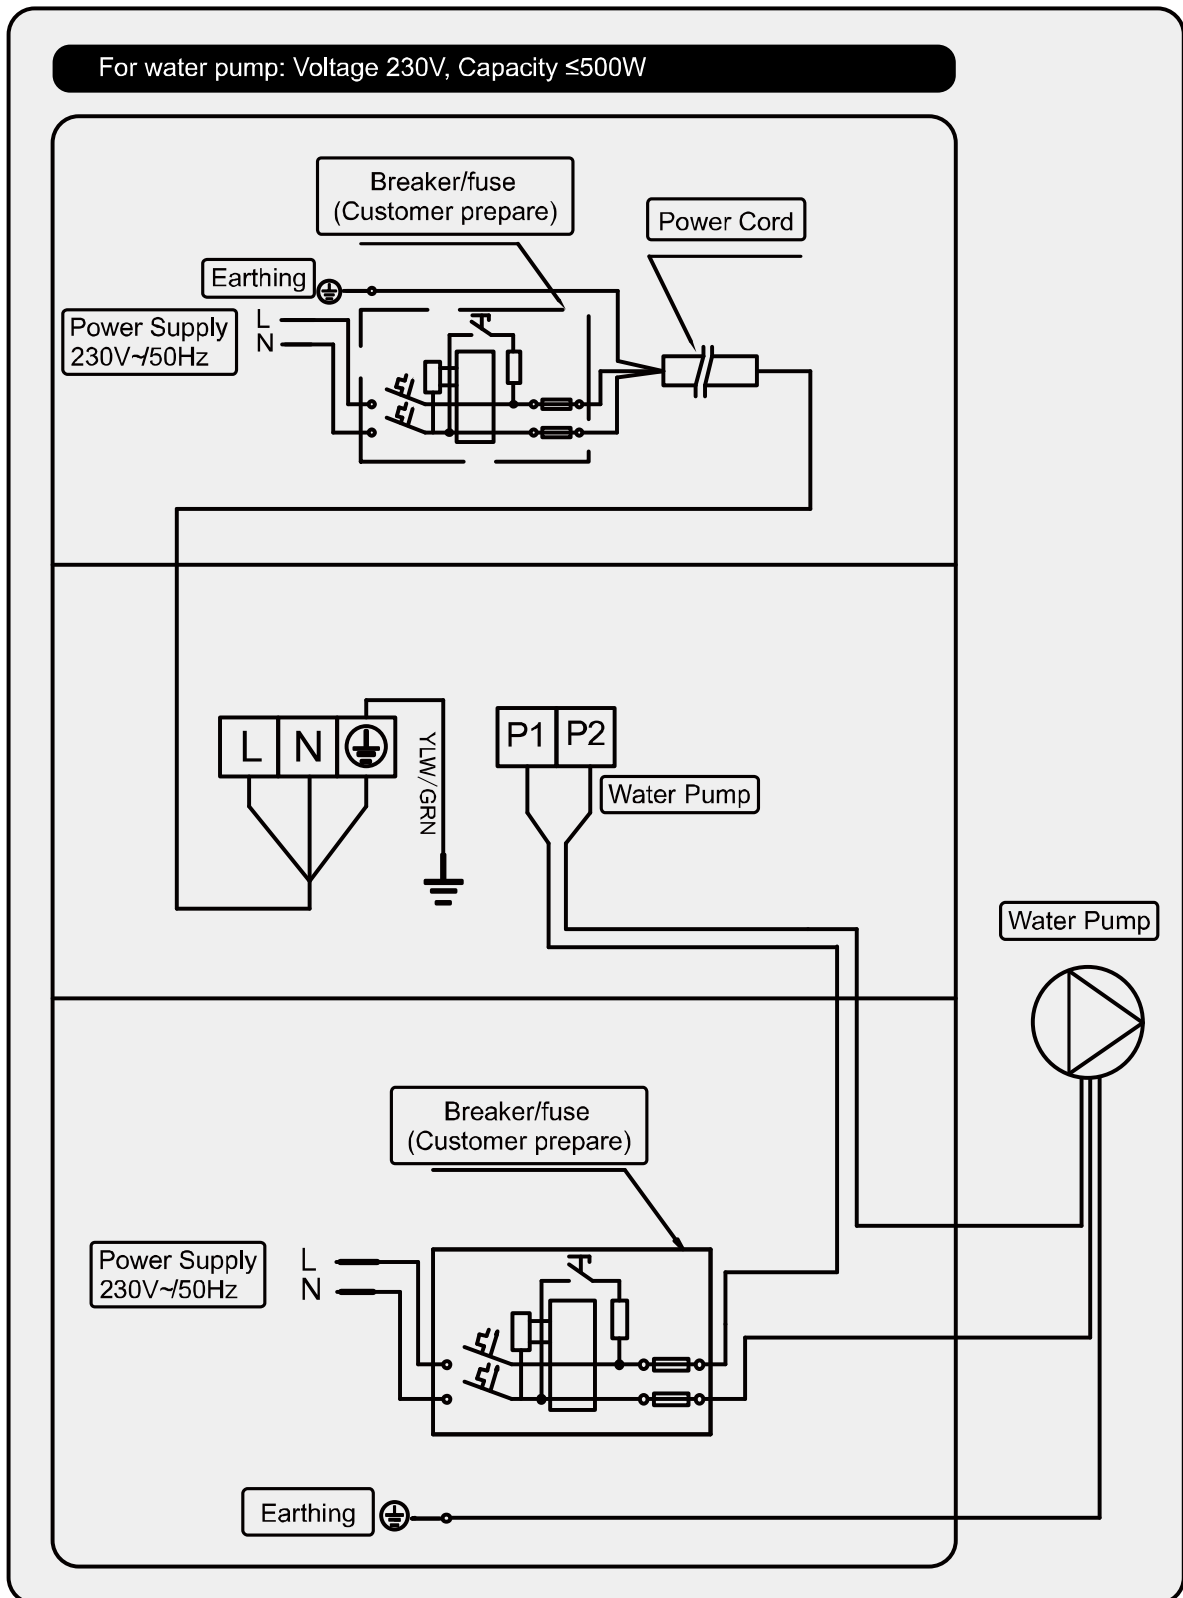 For water pump: Voltage 230V, Capacity ≤500W
Breaker/fuse
(Customer prepare)
Power Cord
Earthing
Power Supply
230V~/50Hz
L
N
L N
YLW/GRN
P1 P2
Water Pump
Water Pump
Breaker/fuse
(Customer prepare)
Power Supply
230V~/50Hz
L
N
Earthing